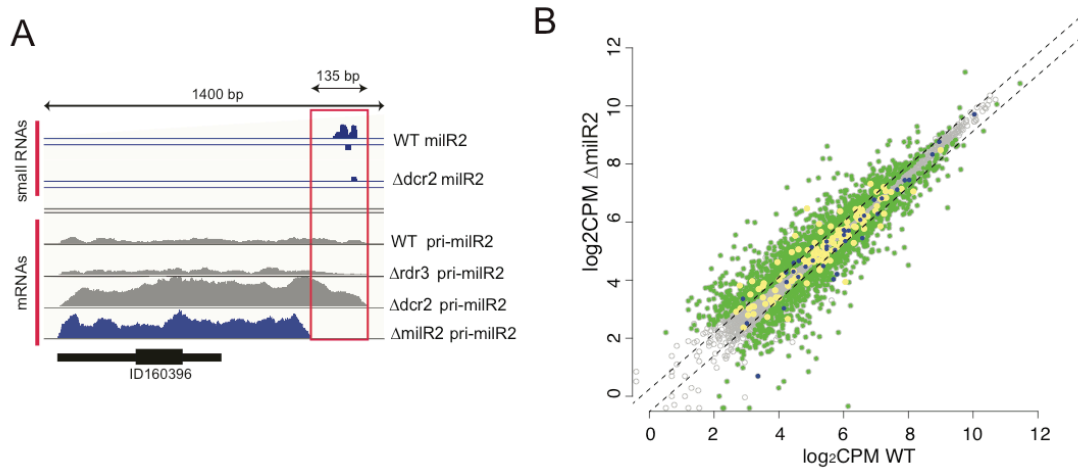 A
135 bp
1400 bp
small RNAs
WT milR2
Δdcr2 milR2
mRNAs
WT pri-milR2
Δrdr3 pri-milR2
Δdcr2 pri-milR2
ΔmilR2 pri-milR2
ID160396
B
log2CPM ΔmilR2
12
10
8
6
4
2
0
0 2 4 6 8 10 12
log₂CPM WT